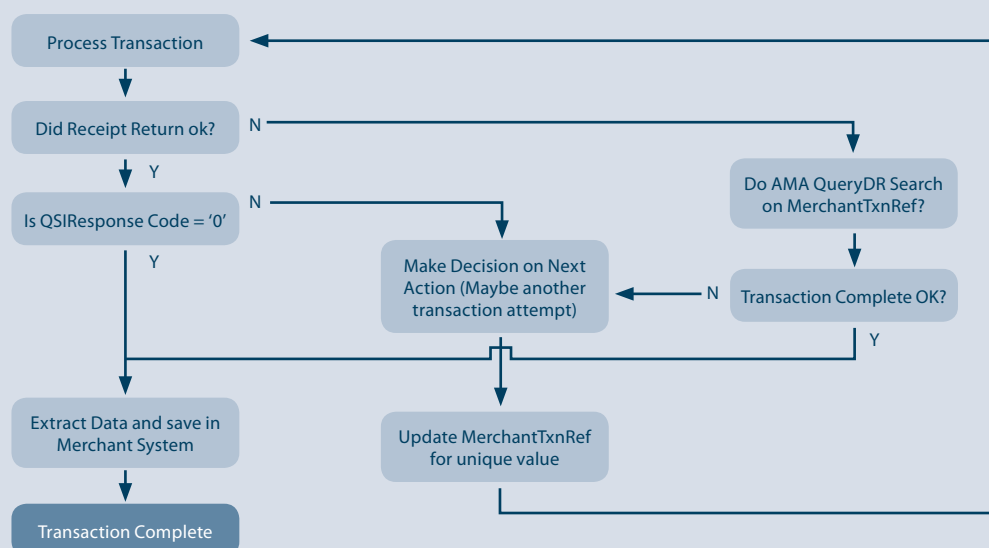 Process Transaction
Did Receipt Return ok?
N
Y
Do AMA QueryDR Search
on MerchantTxnRef?
Is QSIResponse Code = ‘0’
N
Y
Make Decision on Next
Action (Maybe another
transaction attempt)
N
Transaction Complete OK?
Y
Extract Data and save in
Merchant System
Update MerchantTxnRef
for unique value
Transaction Complete